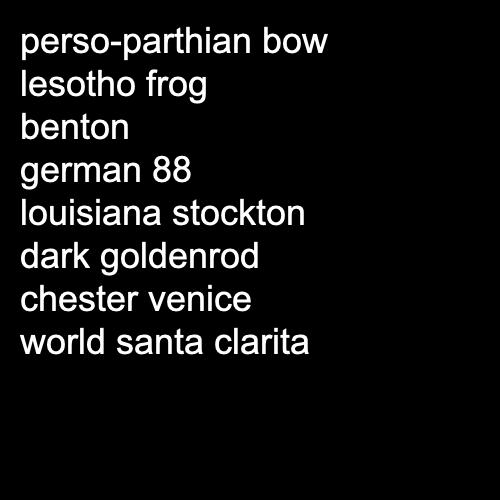 perso-parthian bow
lesotho frog
benton
german 88
louisiana stockton
dark goldenrod
chester venice
world santa clarita